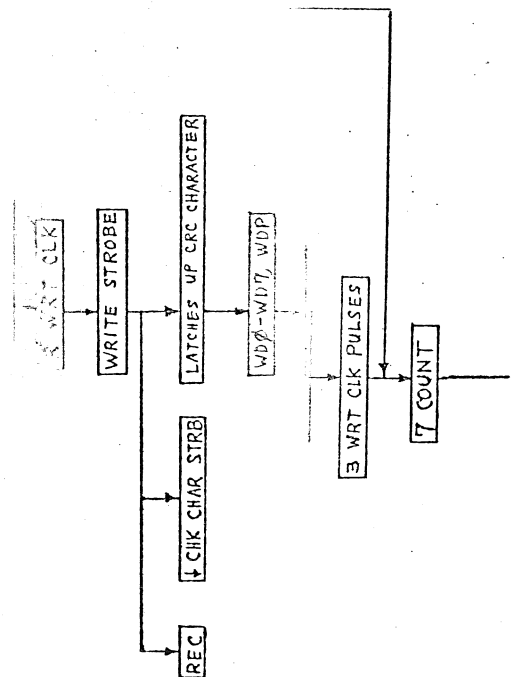 WRT CLK
WRITE STROBE
LATCHES UP CRC CHARACTER
↓ CHK CHAR STRB
REC
WDØ-WD7, WDP
3 WRT CLK PULSES
7 COUNT